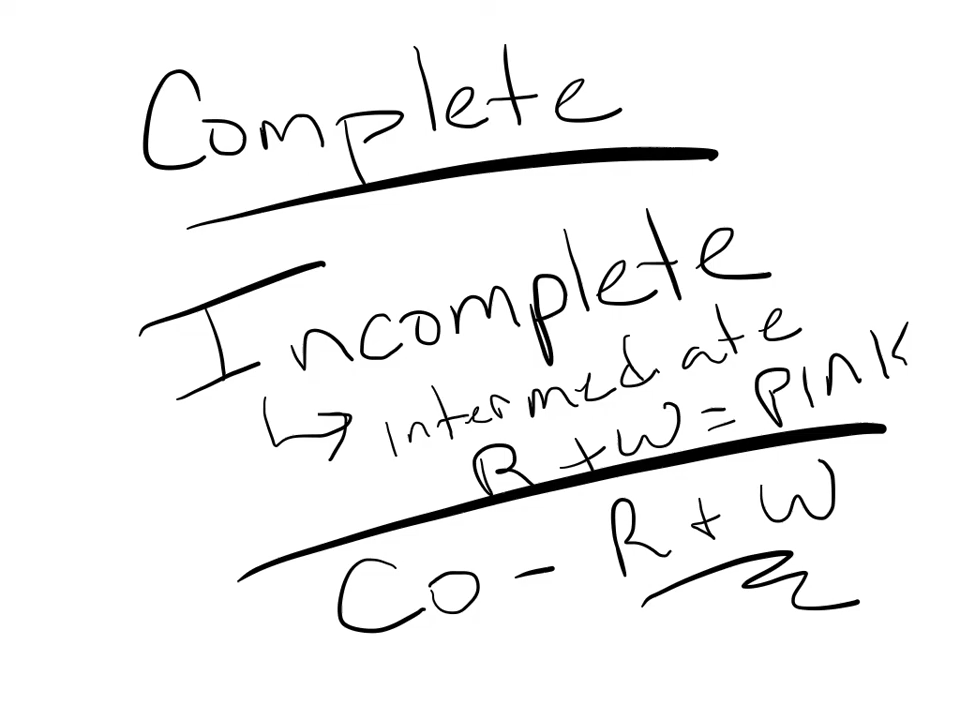 Complete
Incomplete
↳ intermediate
R + W = Pink
Co - R + W